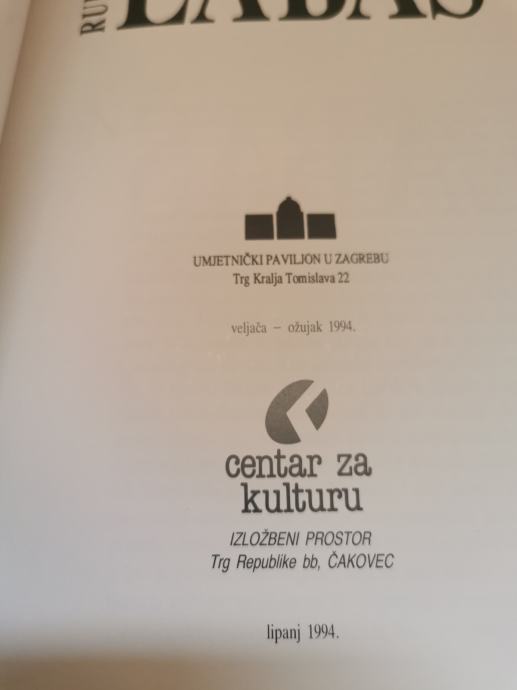 RU
LABAS
UMJETNIČKI PAVILJON U ZAGREBU
Trg Kralja Tomislava 22
veljača – ožujak 1994.
centar za
kulturu
IZLOŽBENI PROSTOR
Trg Republike bb, ČAKOVEC
lipanj 1994.